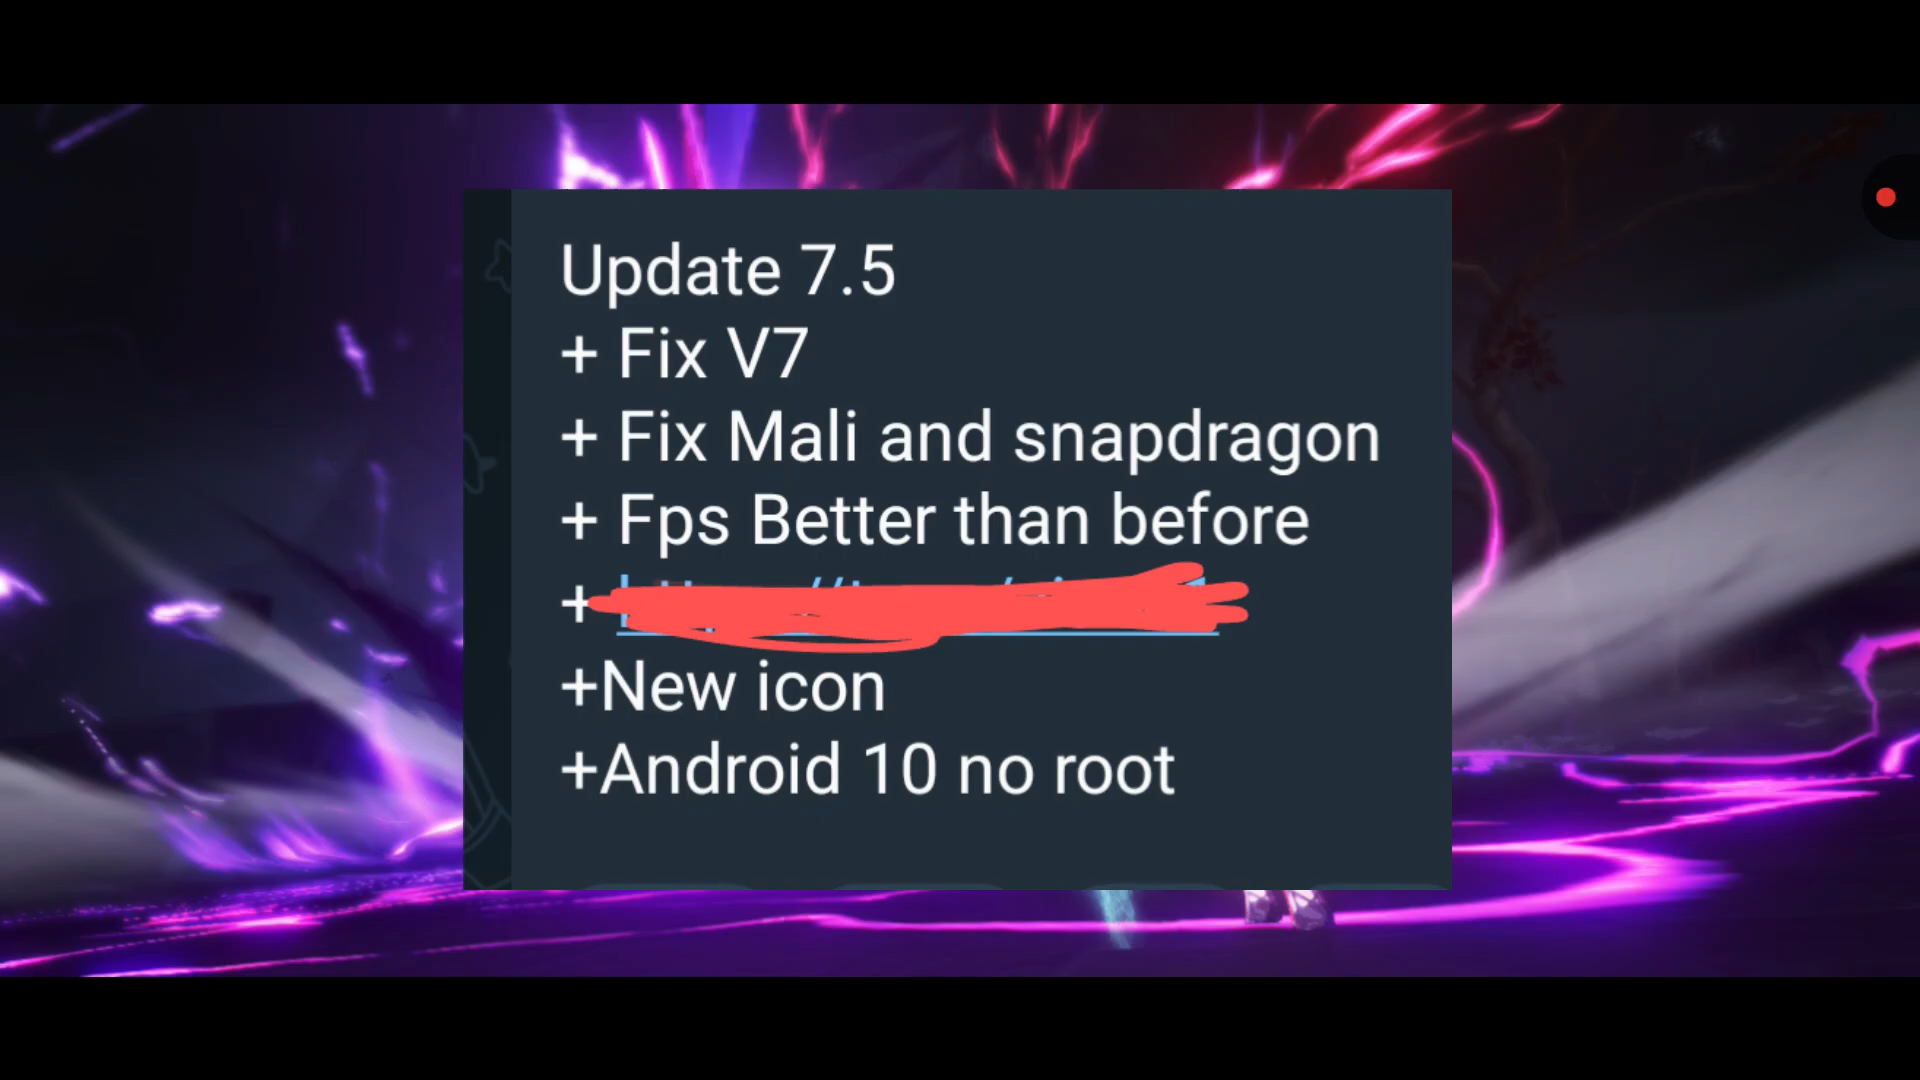 Update 7.5
+ Fix V7
+ Fix Mali and snapdragon
+ Fps Better than before
+
+New icon
+Android 10 no root